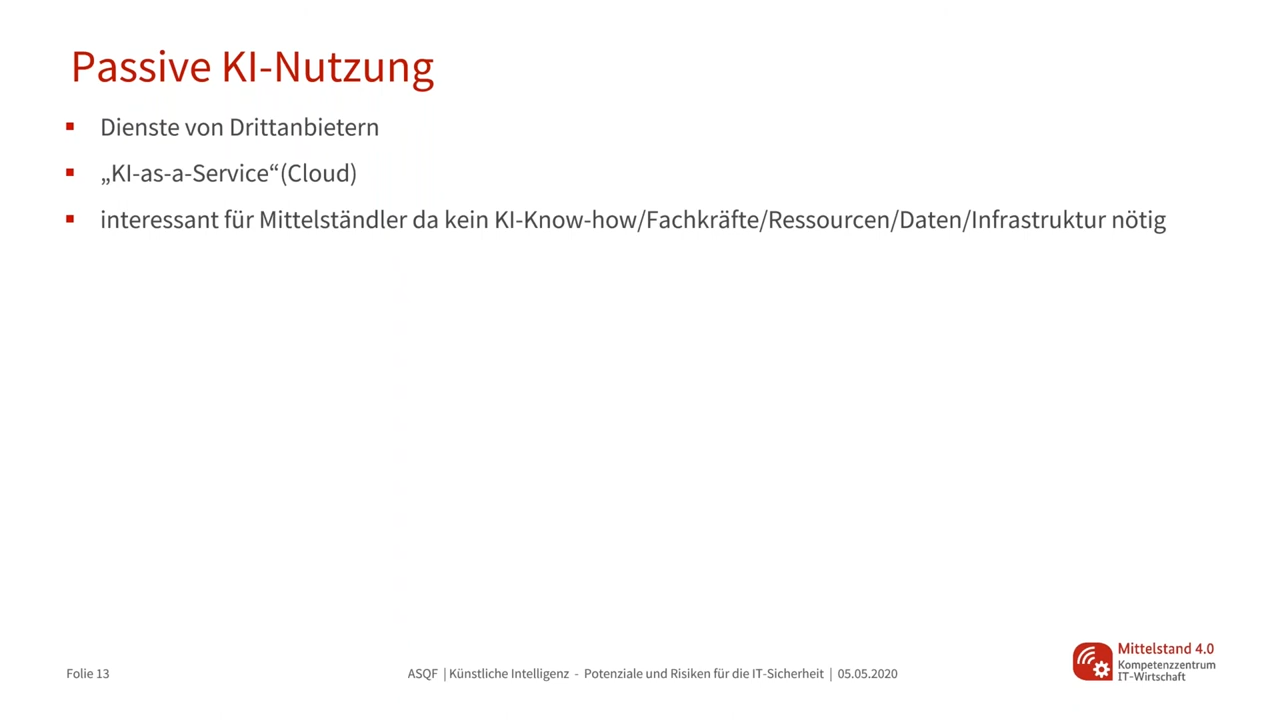 Passive KI-Nutzung
Dienste von Drittanbietern
„KI-as-a-Service“(Cloud)
interessant für Mittelständler da kein KI-Know-how/Fachkräfte/Ressourcen/Daten/Infrastruktur nötig
Folie 13
ASQF | Künstliche Intelligenz - Potenziale und Risiken für die IT-Sicherheit | 05.05.2020
Mittelstand 4.0
Kompetenzzentrum
IT-Wirtschaft